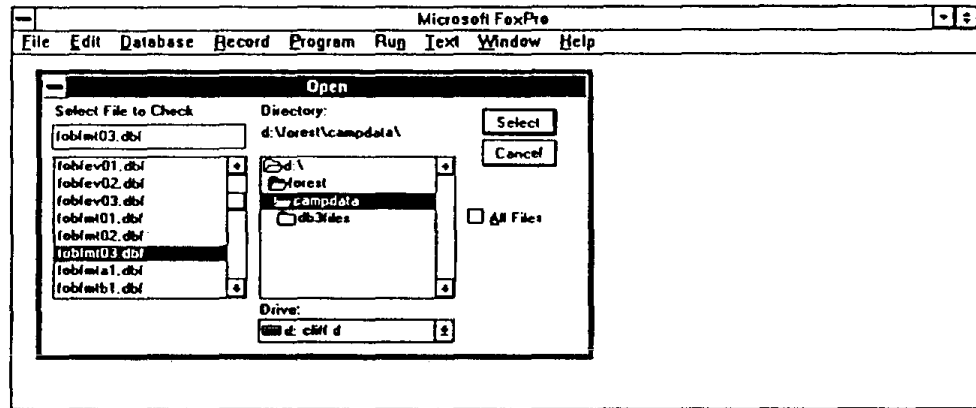 Microsoft FoxPro
File Edit Database Record Program Run Text Window Help
Open
Select File to Check
fobfmt03.dbf
fobfev01.dbf
fobfev02.dbf
fobfev03.dbf
fobfmt01.dbf
fobfmt02.dbf
fobfmt03.dbf
fobfmta1.dbf
fobfmtb1.dbf
Directory:
d:\forest\campdata\
d:\
forest
campdata
db3files
Drive:
d: cliff d
Select
Cancel
All Files